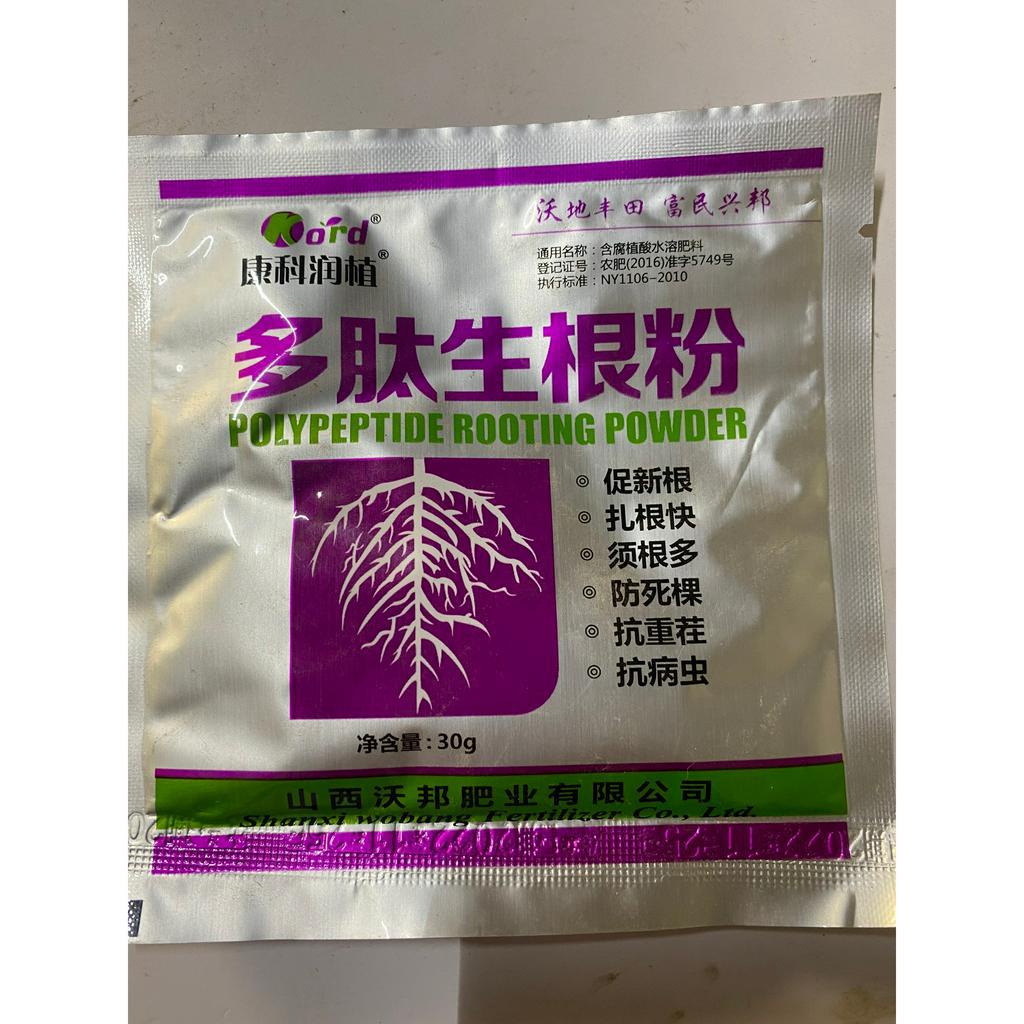 Kord®
康科润植®
沃地丰田 富民兴邦
通用名称：含腐植酸水溶肥料
登记证号：农肥(2016)准字5749号
执行标准：NY1106-2010
多肽生根粉
POLYPEPTIDE ROOTING POWDER
◎ 促新根
◎ 扎根快
◎ 须根多
◎ 防死棵
◎ 抗重茬
◎ 抗病虫
净含量：30g
山西沃邦肥业有限公司
Shanxi wobang Fertilizer Co., Ltd.